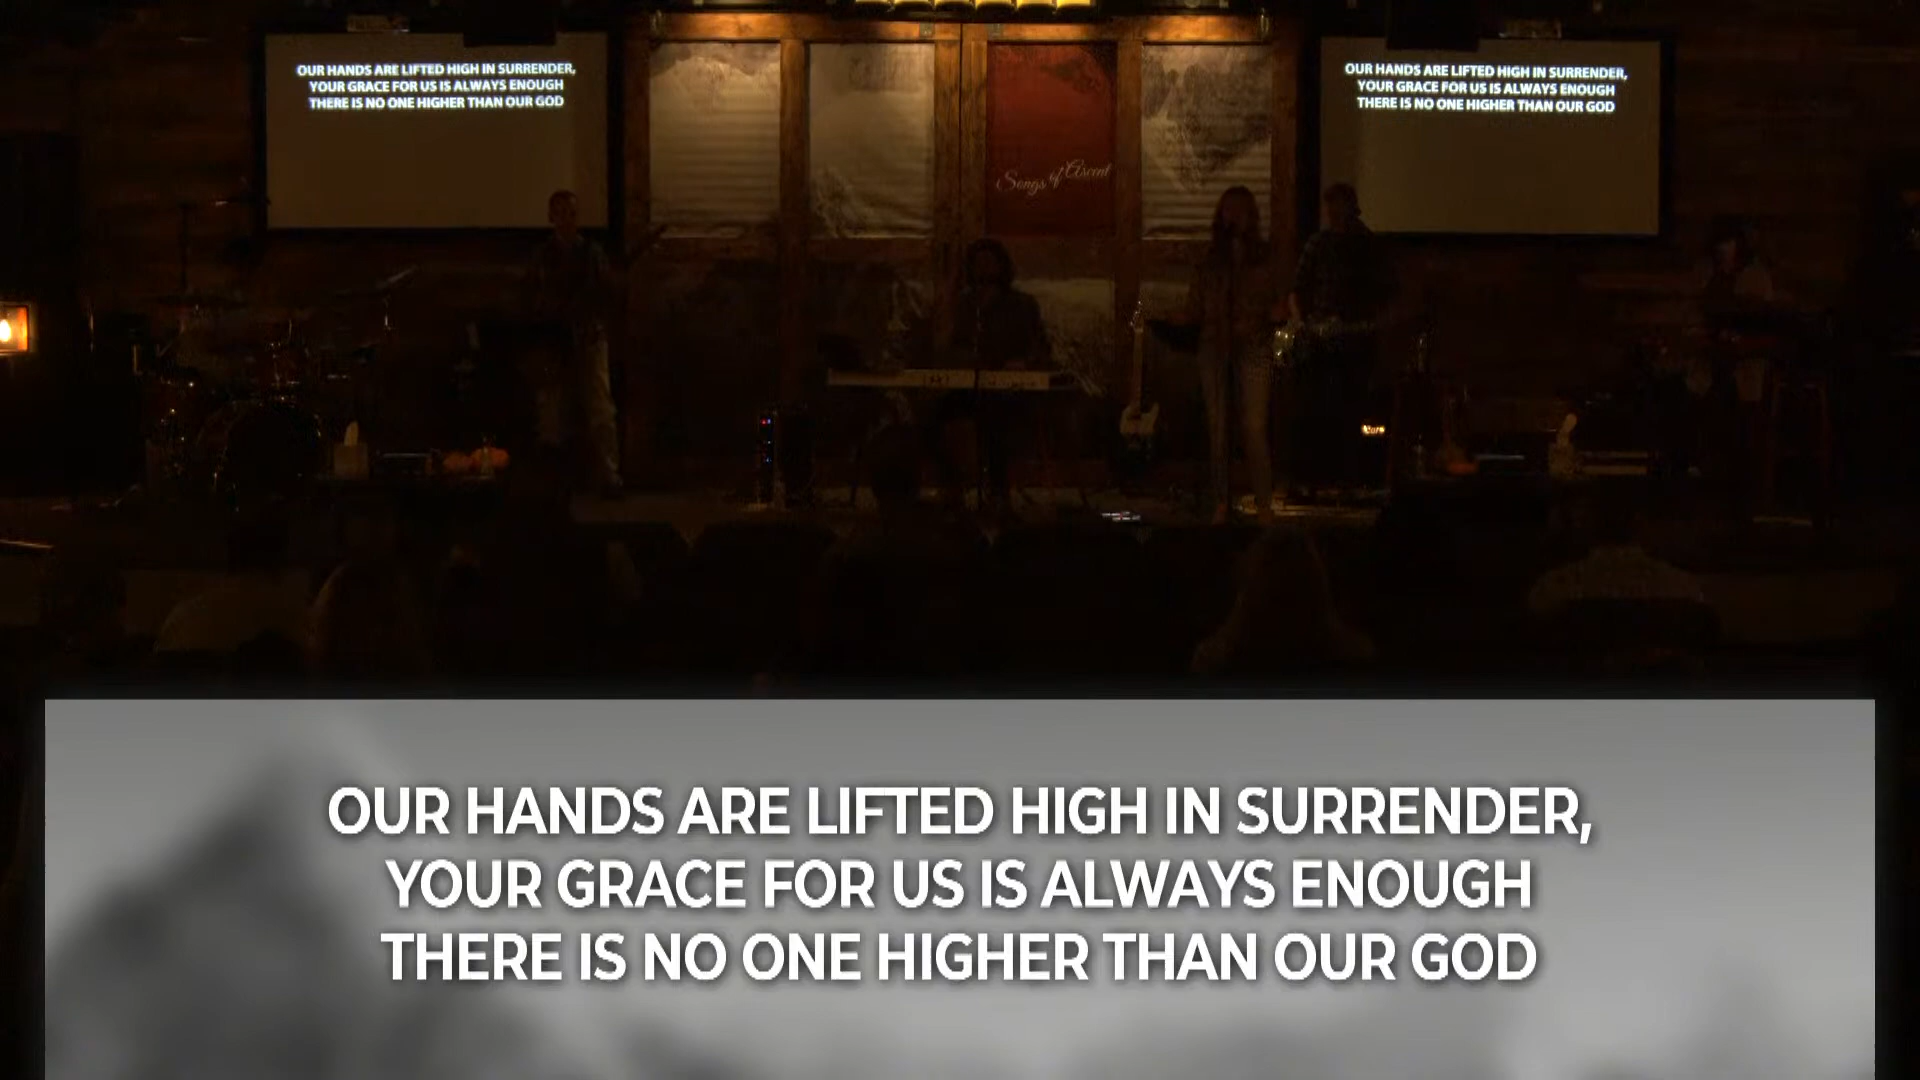 OUR HANDS ARE LIFTED HIGH IN SURRENDER,
YOUR GRACE FOR US IS ALWAYS ENOUGH
THERE IS NO ONE HIGHER THAN OUR GOD
OUR HANDS ARE LIFTED HIGH IN SURRENDER,
YOUR GRACE FOR US IS ALWAYS ENOUGH
THERE IS NO ONE HIGHER THAN OUR GOD
Songs of Ascent
OUR HANDS ARE LIFTED HIGH IN SURRENDER,
YOUR GRACE FOR US IS ALWAYS ENOUGH
THERE IS NO ONE HIGHER THAN OUR GOD